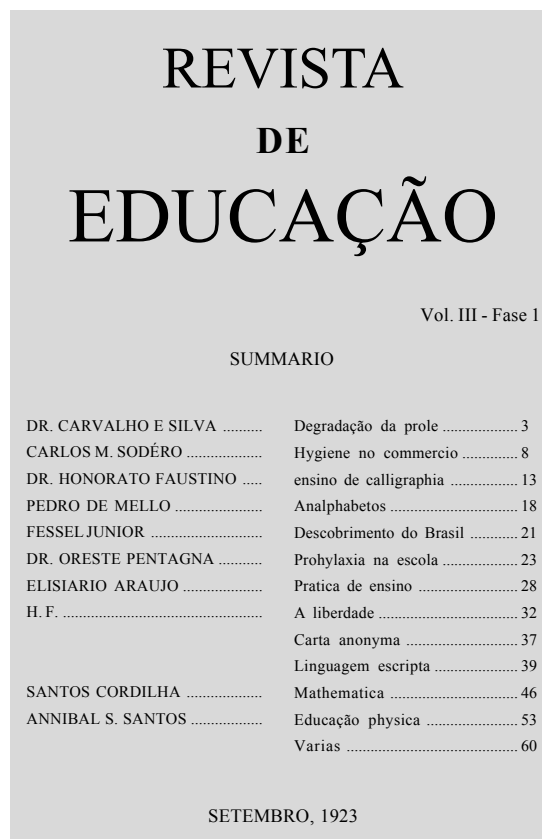 REVISTA
DE
EDUCAÇÃO
Vol. III - Fase 1
SUMMARIO
DR. CARVALHO E SILVA .......... Degradação da prole ................... 3
CARLOS M. SODÉRO ................... Hygiene no commercio .............. 8
DR. HONORATO FAUSTINO ..... ensino de calligraphia ................. 13
PEDRO DE MELLO ...................... Analphabetos ................................ 18
FESSEL JUNIOR ............................ Descobrimento do Brasil ............ 21
DR. ORESTE PENTAGNA ........... Prohylaxia na escola ................... 23
ELISIARIO ARAUJO .................... Pratica de ensino ......................... 28
H. F. .................................................. A liberdade ................................... 32
Carta anonyma ............................ 37
Linguagem escripta ..................... 39
SANTOS CORDILHA ................... Mathematica ................................ 46
ANNIBAL S. SANTOS .................. Educação physica ....................... 53
Varias ........................................... 60
SETEMBRO, 1923